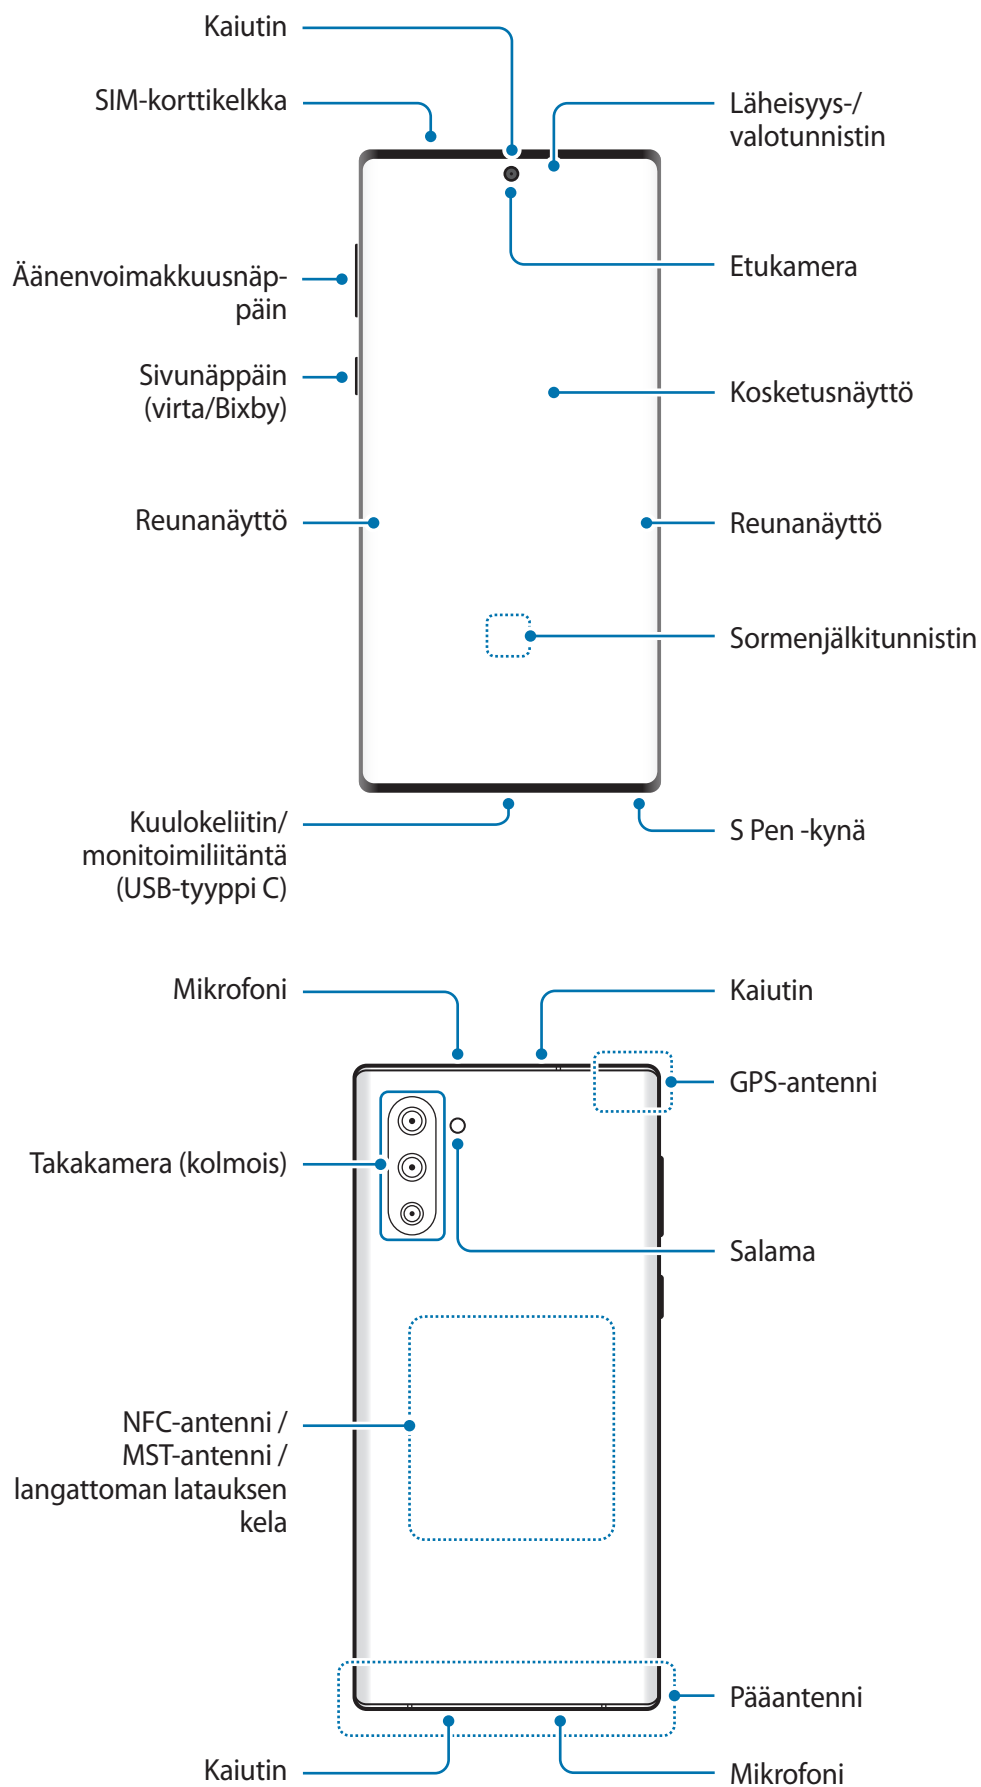 Kaiutin
SIM-korttikelkka
Läheisyys-/
valotunnistin
Äänenvoimakkuusnäp-
päin
Etukamera
Sivunäppäin
(virta/Bixby)
Kosketusnäyttö
Reunanäyttö
Reunanäyttö
Sormenjälkitunnistin
Kuulokeliitin/
monitoimiliitäntä
(USB-tyyppi C)
S Pen -kynä
Mikrofoni
Kaiutin
GPS-antenni
Takakamera (kolmois)
Salama
NFC-antenni /
MST-antenni /
langattoman latauksen
kela
Pääantenni
Kaiutin
Mikrofoni